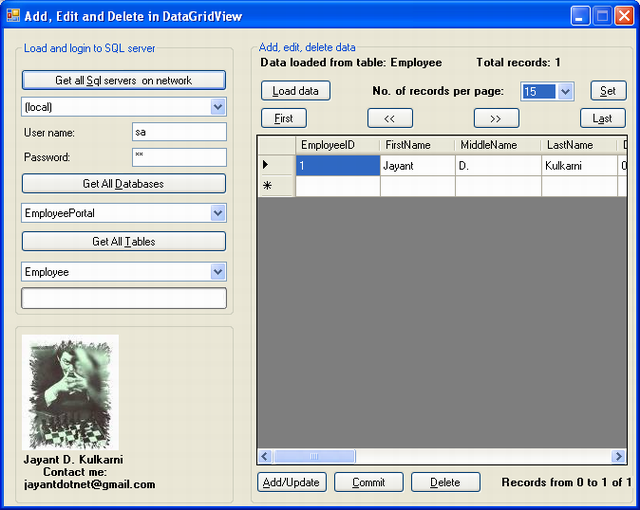 Add, Edit and Delete in DataGridView
Load and login to SQL server
Get all Sql servers on network
(local)
User name:
sa
Password:
**
Get All Databases
EmployeePortal
Get All Tables
Employee
Jayant D. Kulkarni
Contact me:
jayantdotnet@gmail.com
Add, edit, delete data
Data loaded from table: Employee Total records: 1
Load data No. of records per page: 15 Set
First << >> Last
EmployeeID FirstName MiddleName LastName D
1 Jayant D. Kulkarni 0
Add/Update Commit Delete Records from 0 to 1 of 1